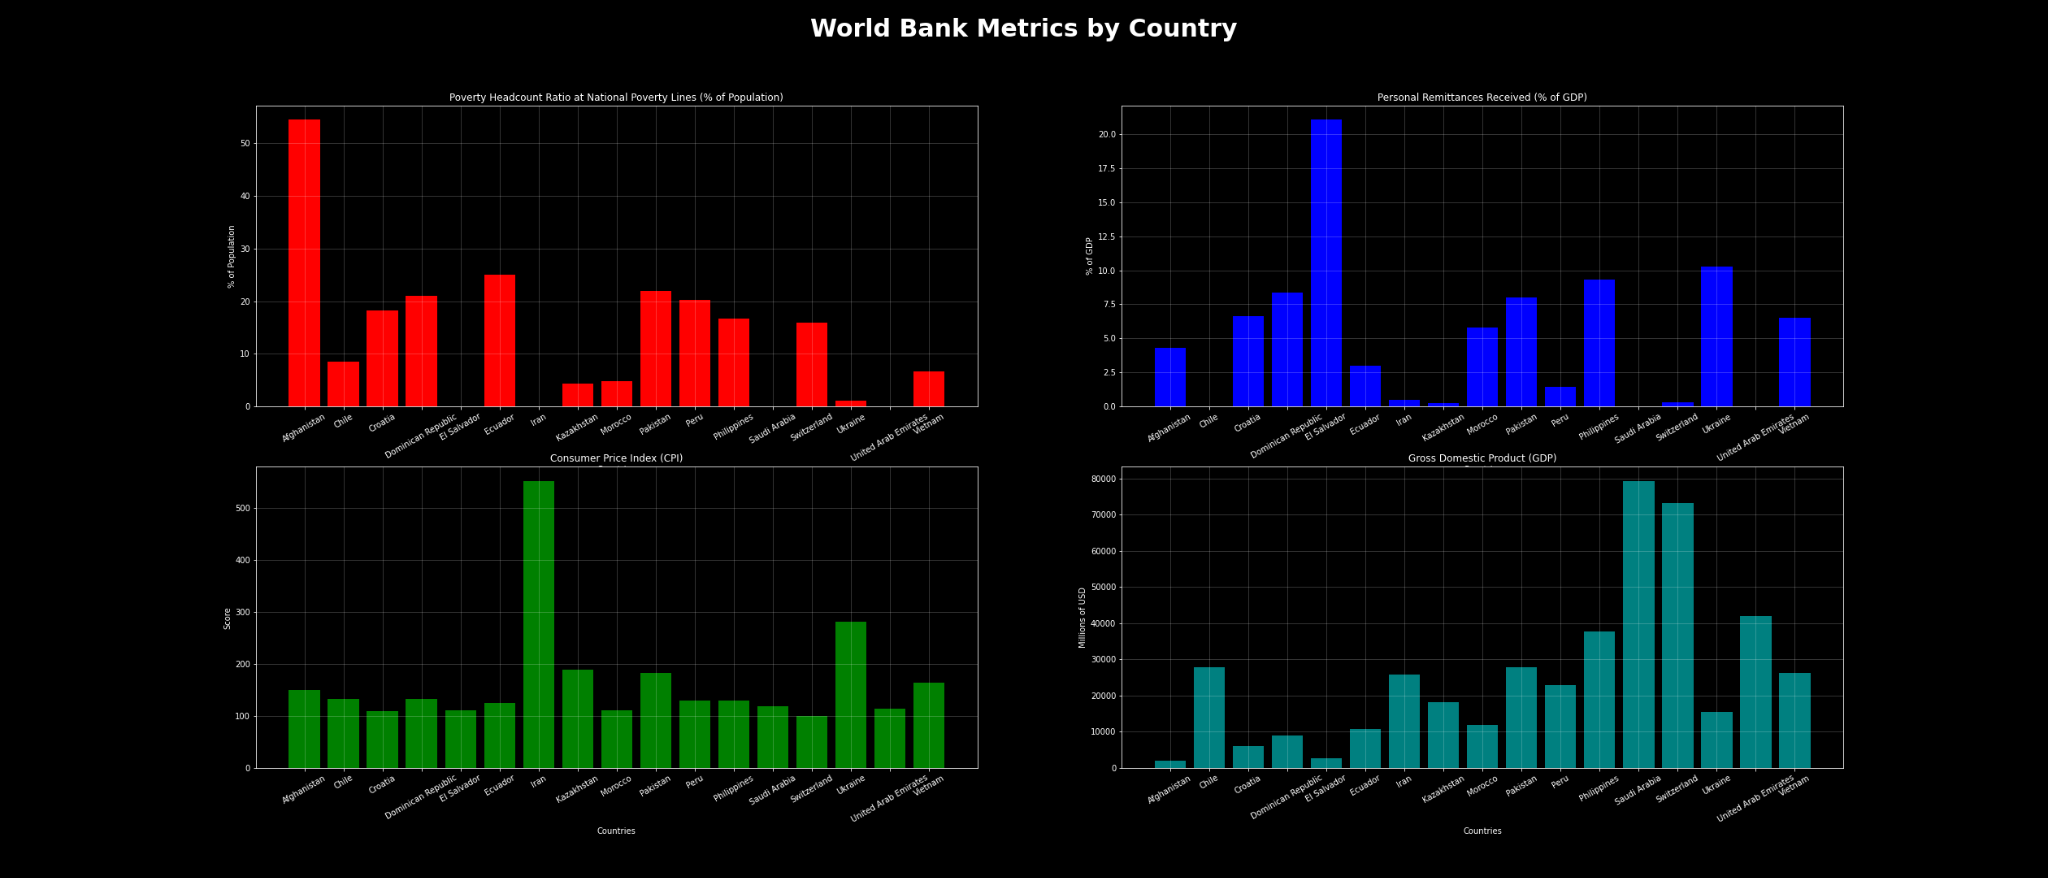 World Bank Metrics by Country
Poverty Headcount Ratio at National Poverty Lines (% of Population)
% of Population
50
40
30
20
10
0
Afghanistan
Chile
Croatia
Dominican Republic
El Salvador
Ecuador
Iran
Kazakhstan
Morocco
Pakistan
Peru
Philippines
Saudi Arabia
Switzerland
Ukraine
United Arab Emirates
Vietnam
Personal Remittances Received (% of GDP)
% of GDP
20.0
17.5
15.0
12.5
10.0
7.5
5.0
2.5
0.0
Afghanistan
Chile
Croatia
Dominican Republic
El Salvador
Ecuador
Iran
Kazakhstan
Morocco
Pakistan
Peru
Philippines
Saudi Arabia
Switzerland
Ukraine
United Arab Emirates
Vietnam
Consumer Price Index (CPI)
Score
500
400
300
200
100
0
Afghanistan
Chile
Croatia
Dominican Republic
El Salvador
Ecuador
Iran
Kazakhstan
Morocco
Pakistan
Peru
Philippines
Saudi Arabia
Switzerland
Ukraine
United Arab Emirates
Vietnam
Countries
Gross Domestic Product (GDP)
Millions of USD
80000
70000
60000
50000
40000
30000
20000
10000
0
Afghanistan
Chile
Croatia
Dominican Republic
El Salvador
Ecuador
Iran
Kazakhstan
Morocco
Pakistan
Peru
Philippines
Saudi Arabia
Switzerland
Ukraine
United Arab Emirates
Vietnam
Countries